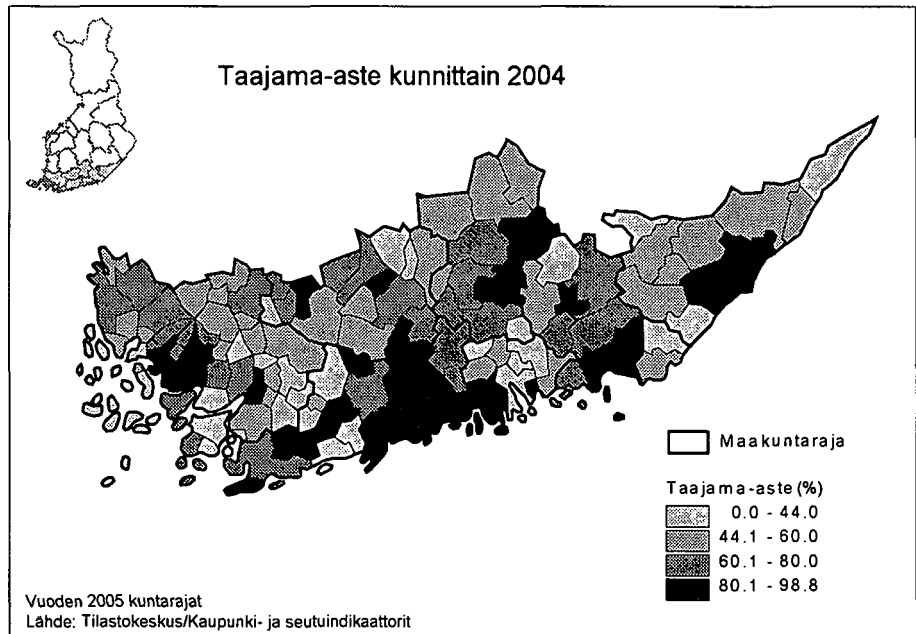 Taajama-aste kunnittain 2004
Maakuntaraja
Taajama-aste (%)
0.0 - 44.0
44.1 - 60.0
60.1 - 80.0
80.1 - 98.8
Vuoden 2005 kuntarajat
Lähde: Tilastokeskus/Kaupunki- ja seutuindikaattorit